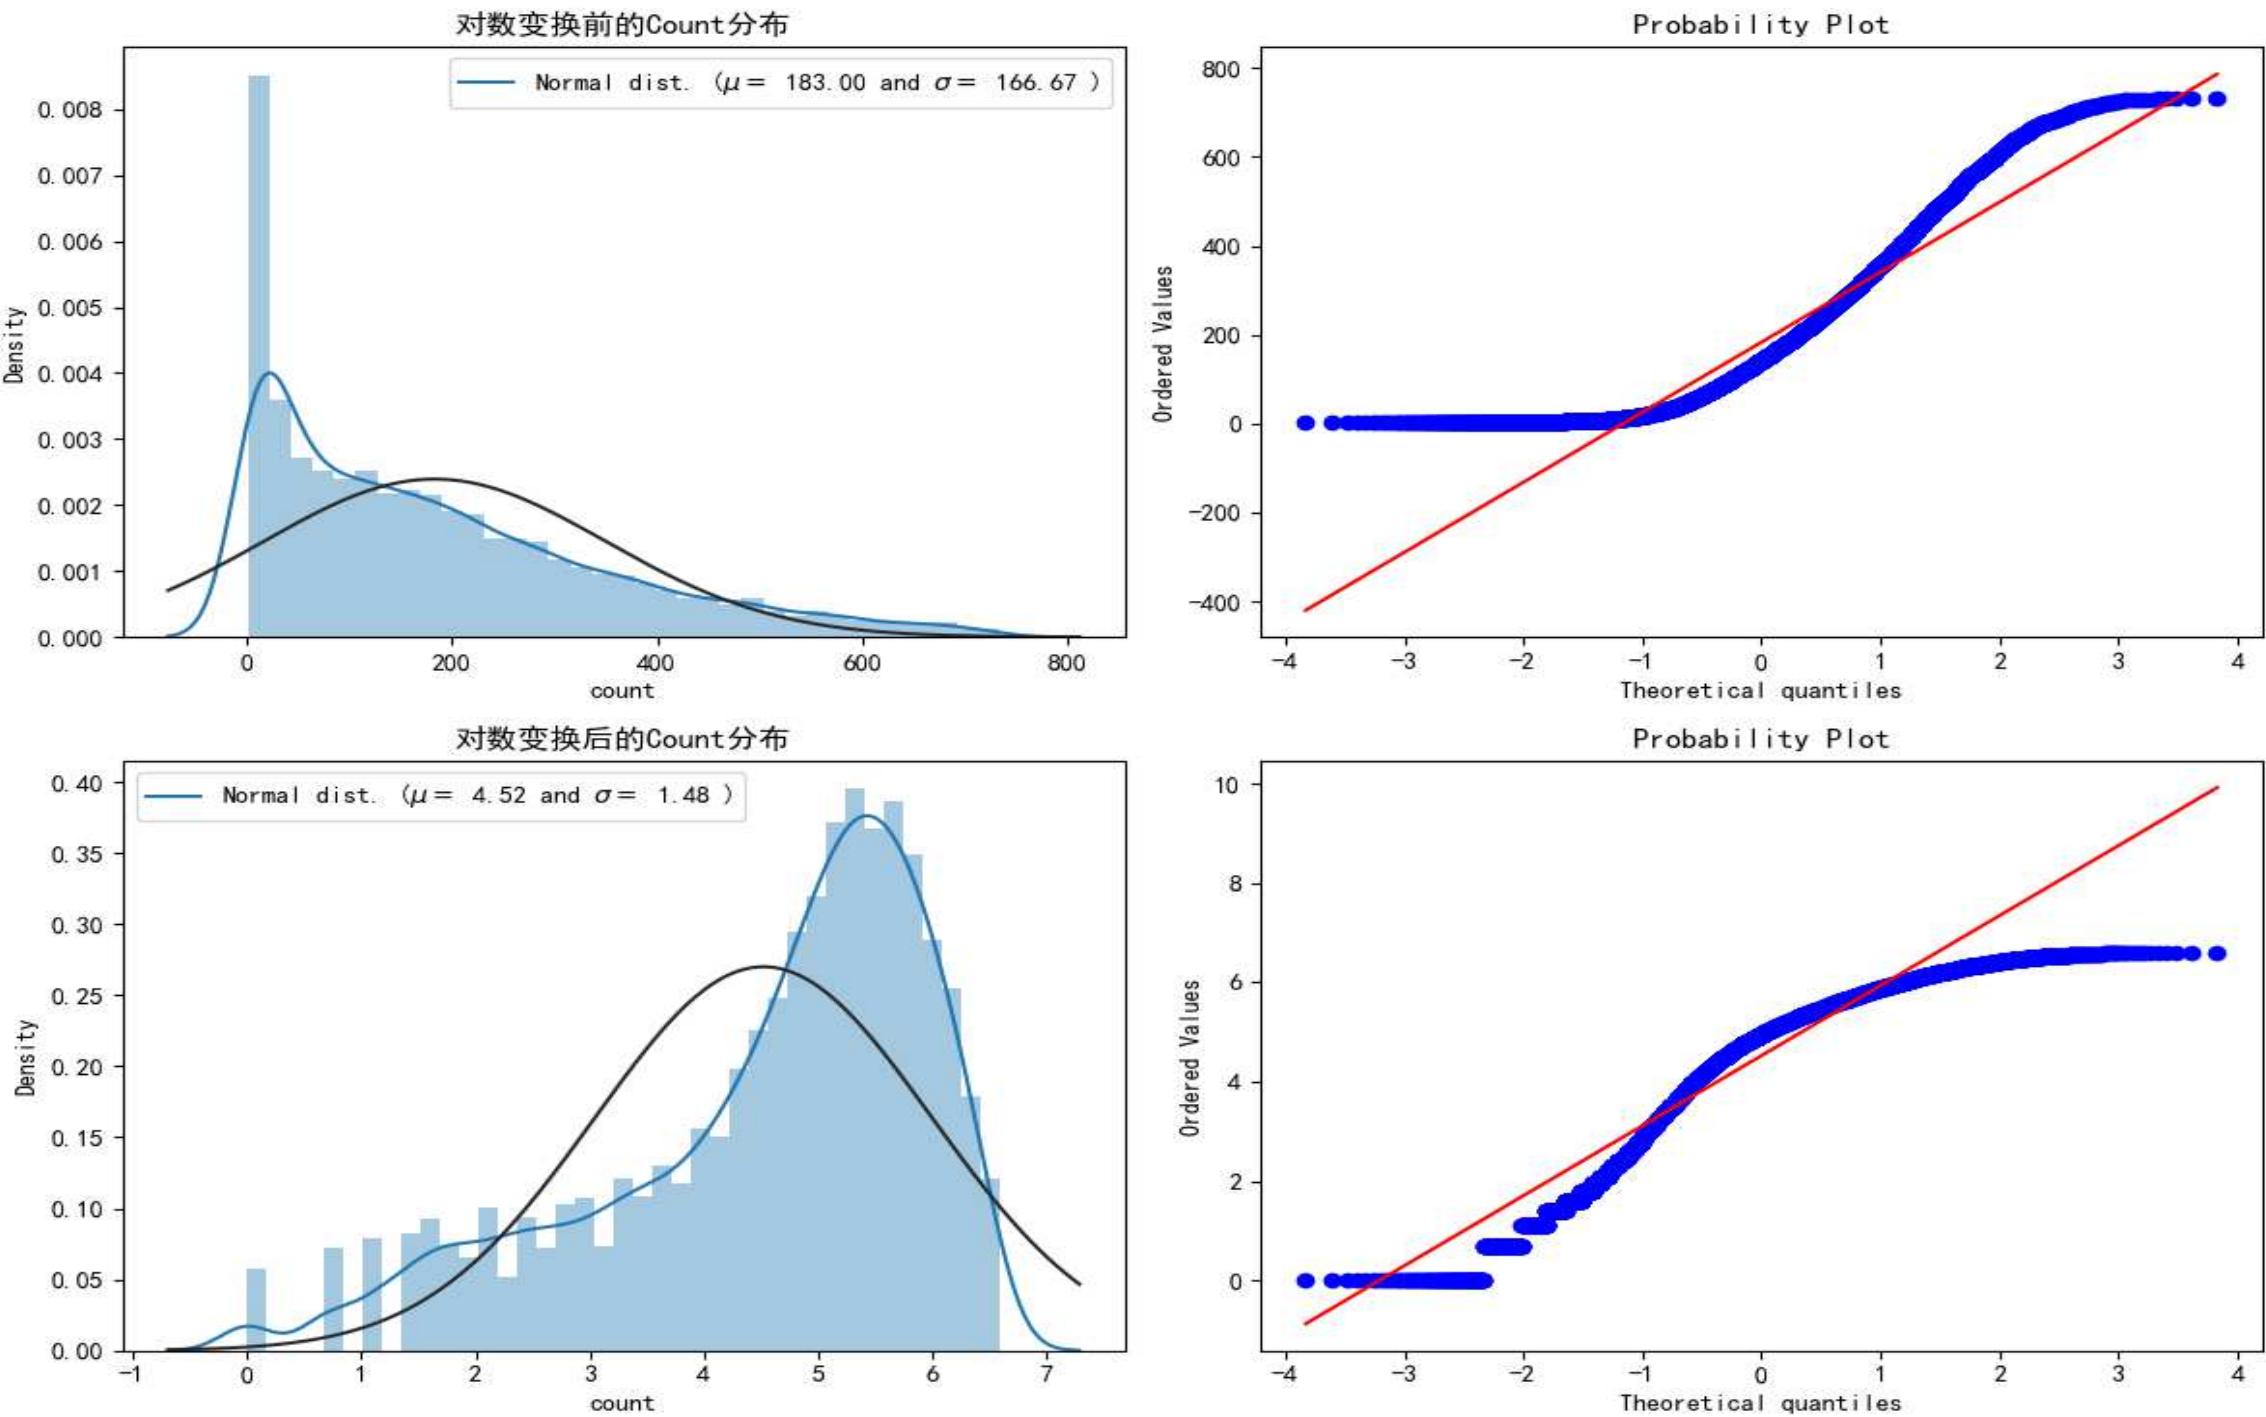 对数变换前的Count分布
Normal dist. (μ= 183.00 and σ= 166.67 )
0.008
0.007
0.006
0.005
0.004
0.003
0.002
0.001
0.000
Density
0 200 400 600 800
count
Probability Plot
800
600
400
200
0
−200
−400
Ordered Values
−4 −3 −2 −1 0 1 2 3 4
Theoretical quantiles
对数变换后的Count分布
Normal dist. (μ= 4.52 and σ= 1.48 )
0.40
0.35
0.30
0.25
0.20
0.15
0.10
0.05
0.00
Density
−1 0 1 2 3 4 5 6 7
count
Probability Plot
10
8
6
4
2
0
Ordered Values
−4 −3 −2 −1 0 1 2 3 4
Theoretical quantiles